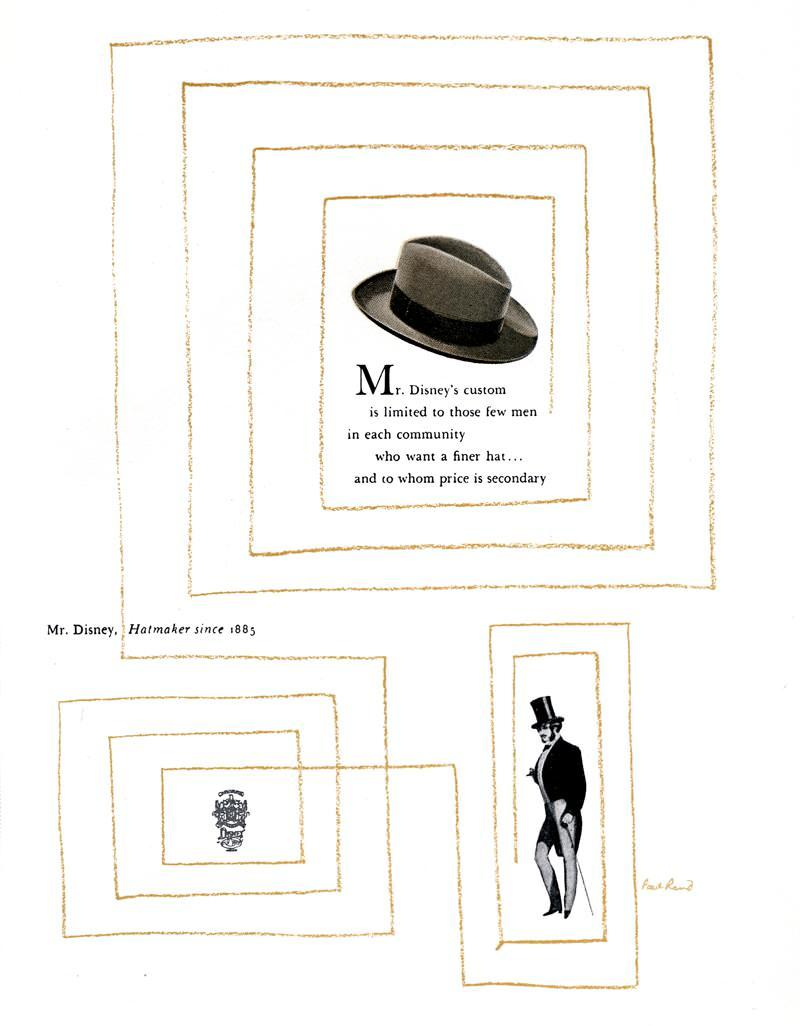 Mr. Disney's custom
is limited to those few men
in each community
who want a finer hat...
and to whom price is secondary
Mr. Disney, Hatmaker since 1885
DISNEY
Paul Rand